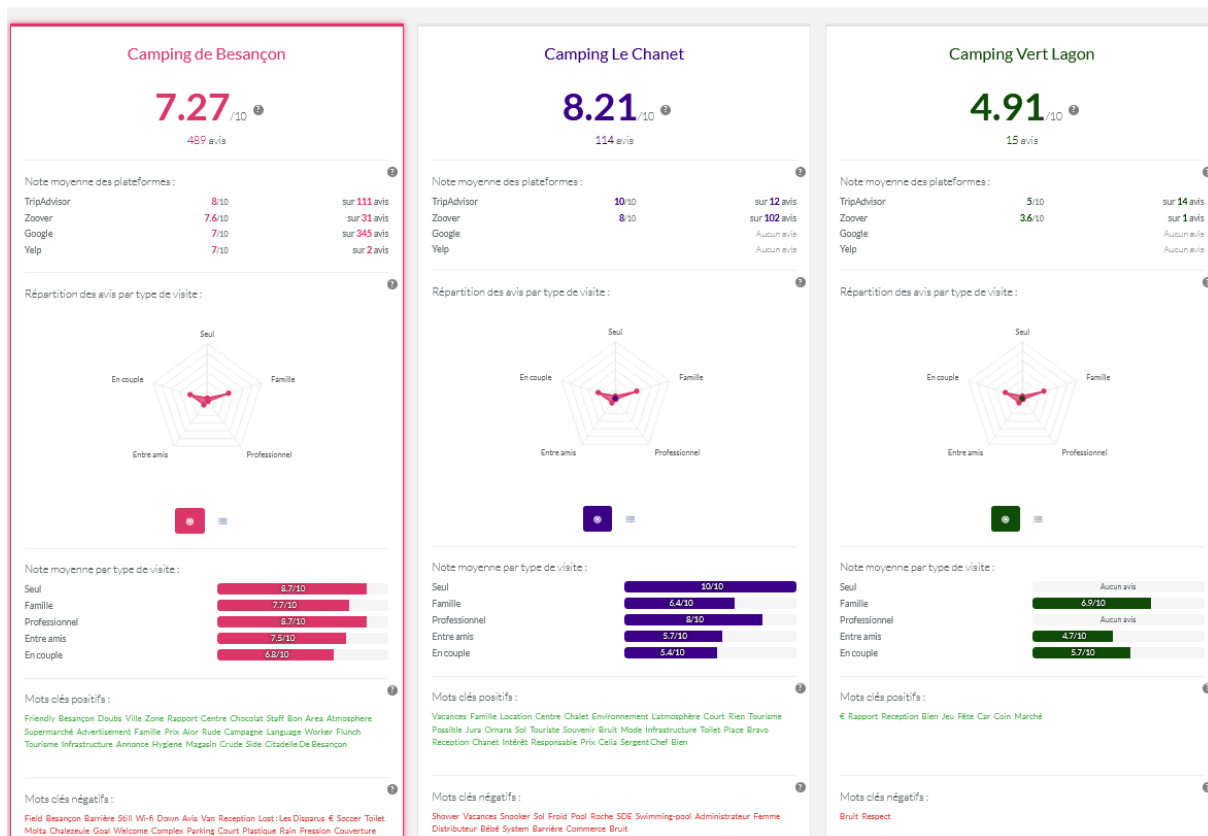 Camping de Besançon
7.27/10 ?
489 avis
?
Note moyenne des plateformes :
TripAdvisor 8/10 sur 111 avis
Zoover 7.6/10 sur 31 avis
Google 7/10 sur 345 avis
Yelp 7/10 sur 2 avis
?
Répartition des avis par type de visite :
Seul
En couple Famille
Entre amis Professionnel
Note moyenne par type de visite :
Seul 8.7/10
Famille 7.7/10
Professionnel 8.7/10
Entre amis 7.5/10
En couple 6.8/10
?
Mots clés positifs :
Friendly Besançon Doubs Ville Zone Rapport Centre Chocolat Staff Bon Area Atmosphere
Supermarché Advertisement Famille Prix Alor Rude Campagne Language Worker Flunch
Tourisme Infrastructure Annonce Hygiene Magasin Crude Side Citadelle De Besançon
?
Mots clés négatifs :
Field Besançon Barrière Still Wi-fi Down Avis Van Reception Lost : Les Disparus € Soccer Toilet
Molta Chalezeule Goal Welcome Complex Parking Court Plastique Rain Pression Couverture
Camping Le Chanet
8.21/10 ?
114 avis
?
Note moyenne des plateformes :
TripAdvisor 10/10 sur 12 avis
Zoover 8/10 sur 102 avis
Google Aucun avis
Yelp Aucun avis
?
Répartition des avis par type de visite :
Seul
En couple Famille
Entre amis Professionnel
Note moyenne par type de visite :
Seul 10/10
Famille 6.4/10
Professionnel 8/10
Entre amis 5.7/10
En couple 5.4/10
?
Mots clés positifs :
Vacances Famille Location Centre Chalet Environnement L'atmosphère Court Rien Tourisme
Possible Jura Ornans Sol Touriste Souvenir Bruit Mode Infrastructure Toilet Place Bravo
Reception Chanet Intérêt Responsable Prix Celia Sergent Chef Bien
?
Mots clés négatifs :
Shower Vacances Snooker Sol Froid Pool Roche SDE Swimming-pool Administrateur Femme
Distributeur Bébé System Barrière Commerce Bruit
Camping Vert Lagon
4.91/10 ?
15 avis
?
Note moyenne des plateformes :
TripAdvisor 5/10 sur 14 avis
Zoover 3.6/10 sur 1 avis
Google Aucun avis
Yelp Aucun avis
?
Répartition des avis par type de visite :
Seul
En couple Famille
Entre amis Professionnel
Note moyenne par type de visite :
Seul Aucun avis
Famille 6.9/10
Professionnel Aucun avis
Entre amis 4.7/10
En couple 5.7/10
?
Mots clés positifs :
€ Rapport Reception Bien Jeu Fête Car Coin Marché
?
Mots clés négatifs :
Bruit Respect